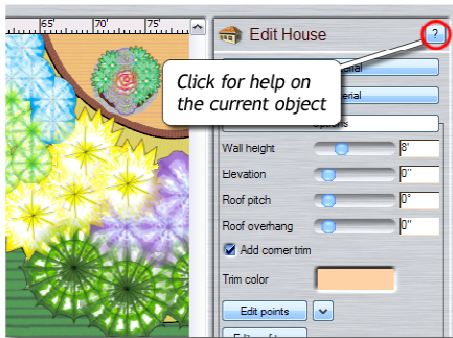 65' 70' 75'
Edit House
?
Click for help on
the current object
Options
Wall height 8'
Elevation 0"
Roof pitch 0°
Roof overhang 0"
Add corner trim
Trim color
Edit points